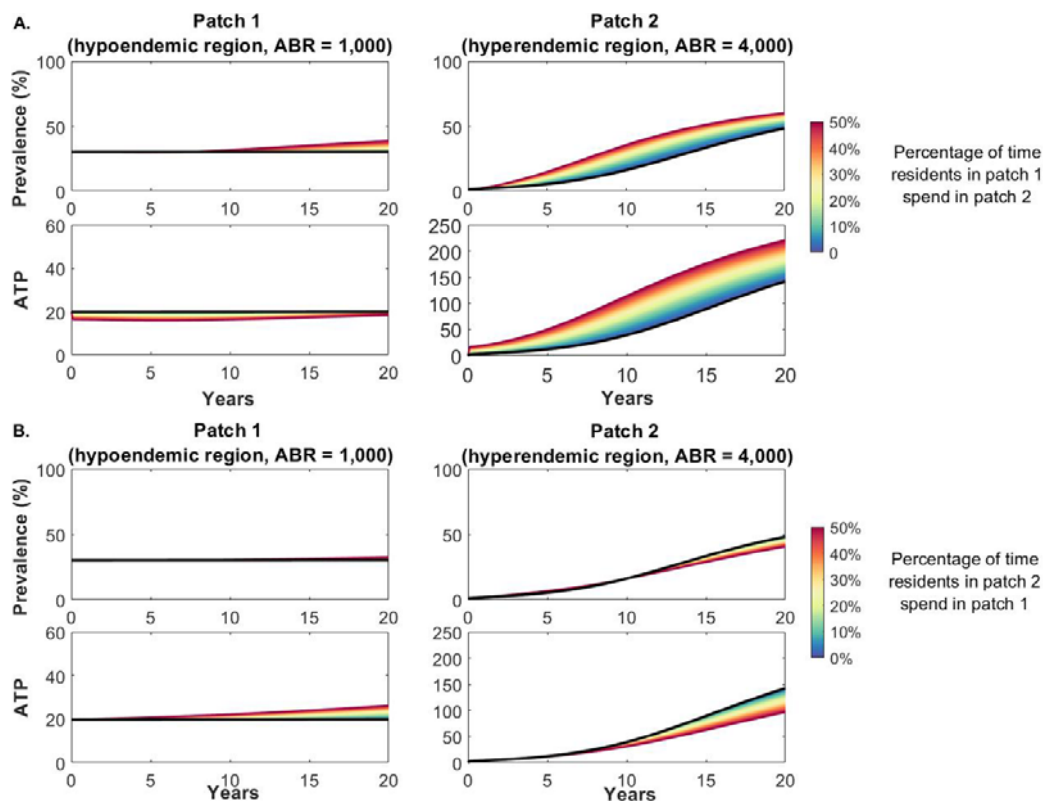 A.
Patch 1
(hypoendemic region, ABR = 1,000)
Patch 2
(hyperendemic region, ABR = 4,000)
Prevalence (%)
100
50
0
0 5 10 15 20
100
50
0
0 5 10 15 20
ATP
60
40
20
0
0 5 10 15 20
Years
250
200
150
100
50
0
0 5 10 15 20
Years
50%
40%
30%
20%
10%
0
Percentage of time
residents in patch 1
spend in patch 2
B.
Patch 1
(hypoendemic region, ABR = 1,000)
Patch 2
(hyperendemic region, ABR = 4,000)
Prevalence (%)
100
50
0
0 5 10 15 20
100
50
0
0 5 10 15 20
ATP
60
40
20
0
0 5 10 15 20
Years
250
200
150
100
50
0
0 5 10 15 20
Years
50%
40%
30%
20%
10%
0%
Percentage of time
residents in patch 2
spend in patch 1